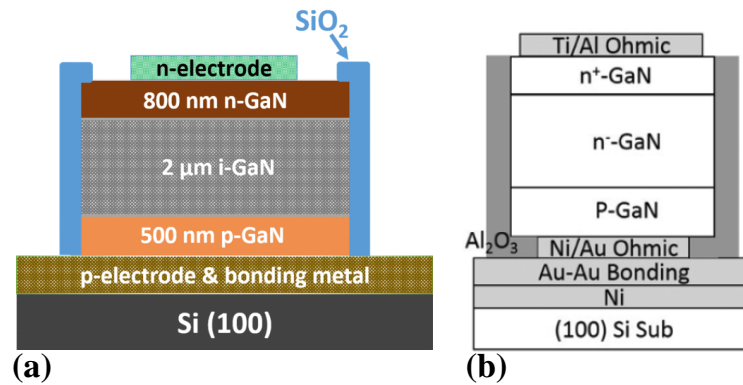 SiO₂
n-electrode
800 nm n-GaN
2 μm i-GaN
500 nm p-GaN
p-electrode & bonding metal
Si (100)
(a)
Ti/Al Ohmic
n⁺-GaN
n⁻-GaN
P-GaN
Al₂O₃
Ni/Au Ohmic
Au-Au Bonding
Ni
(100) Si Sub
(b)